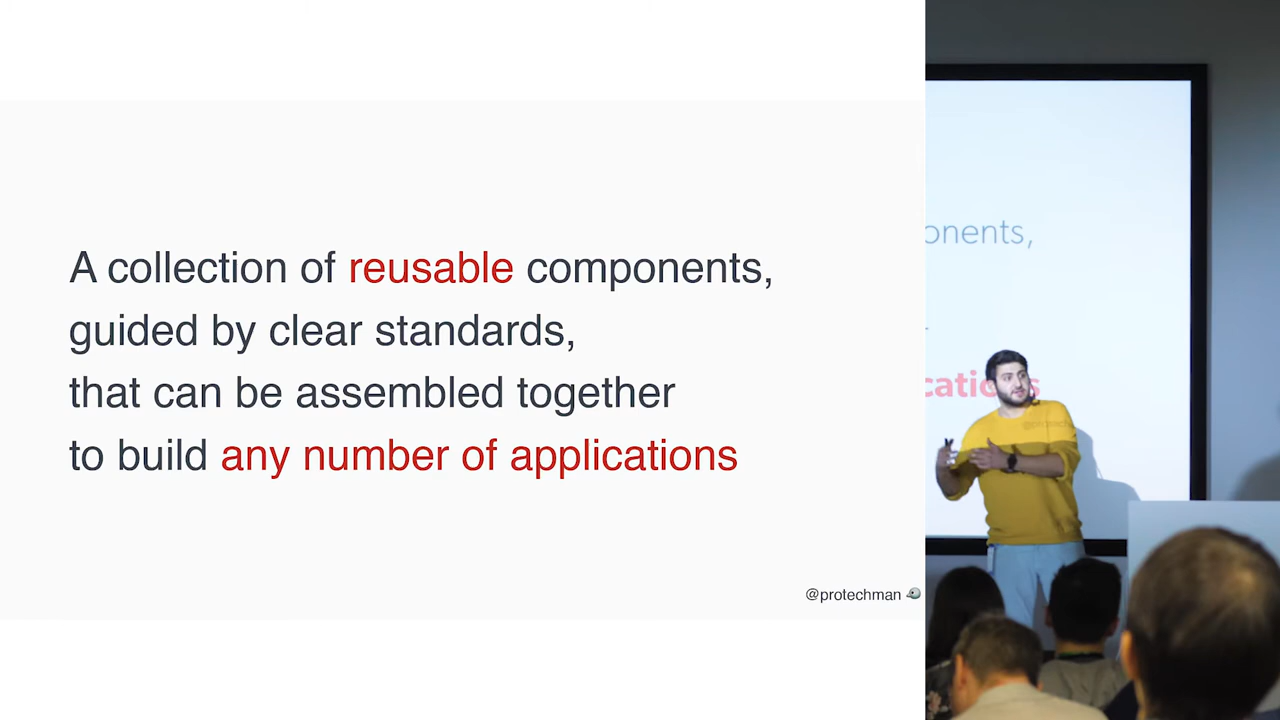 A collection of reusable components,
guided by clear standards,
that can be assembled together
to build any number of applications
@protechman
onents,
cations
@protech